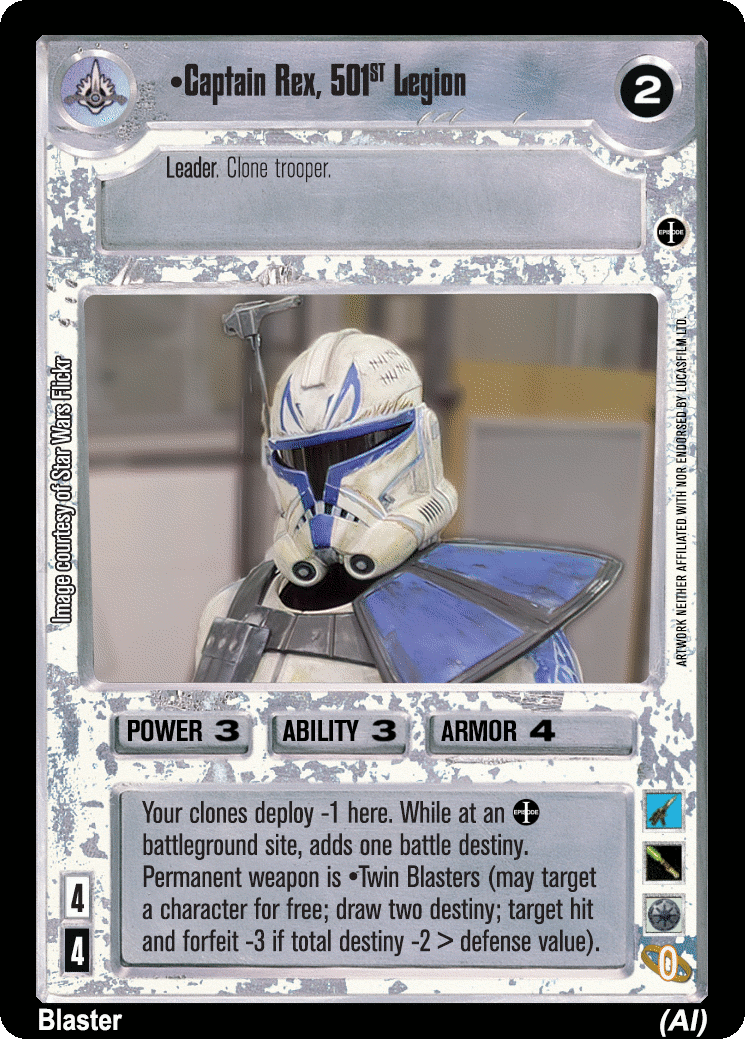 •Captain Rex, 501ST Legion
2
Leader. Clone trooper.
EPISODE I
Image courtesy of Star Wars Flickr
ARTWORK NEITHER AFFILIATED WITH NOR ENDORSED BY LUCASFILM LTD.
POWER 3
ABILITY 3
ARMOR 4
Your clones deploy -1 here. While at an EPISODE I
battleground site, adds one battle destiny.
Permanent weapon is •Twin Blasters (may target
a character for free; draw two destiny; target hit
and forfeit -3 if total destiny -2 > defense value).
4
4
0
Blaster
(AI)